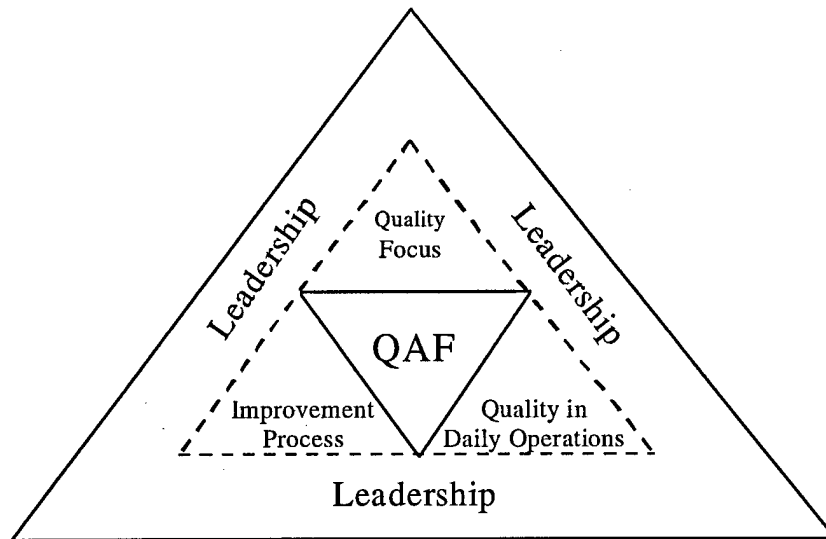 Leadership
Leadership
Quality
Focus
QAF
Improvement
Process
Quality in
Daily Operations
Leadership